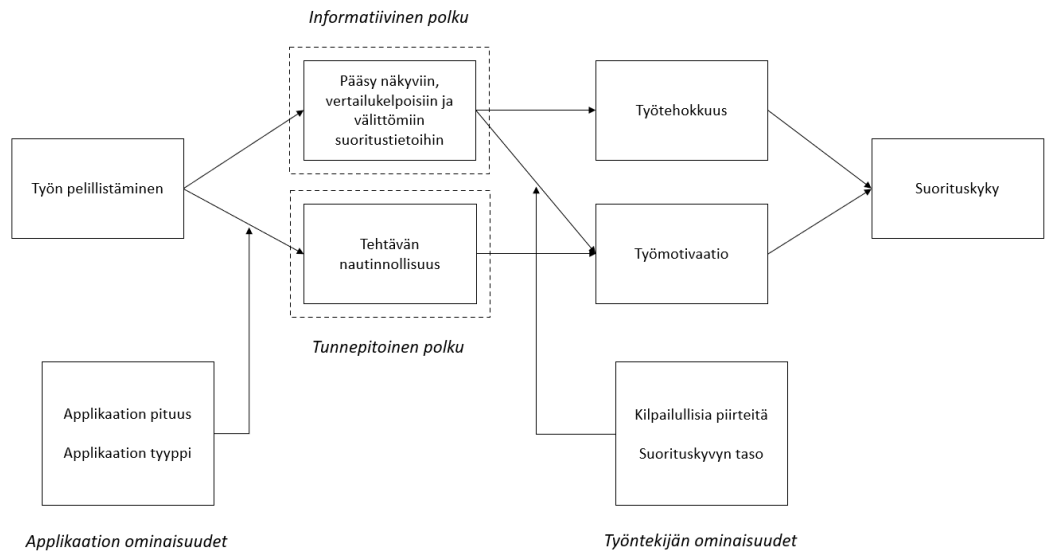 Informatiivinen polku
Pääsy näkyviin,
vertailukelpoisiin ja
välittömiin
suoritustietoihin
Työtehokkuus
Työn pelillistäminen
Suorituskyky
Tehtävän
nautinnollisuus
Työmotivaatio
Tunnepitoinen polku
Applikaation pituus
Applikaation tyyppi
Kilpailullisia piirteitä
Suorituskyvyn taso
Applikaation ominaisuudet
Työntekijän ominaisuudet